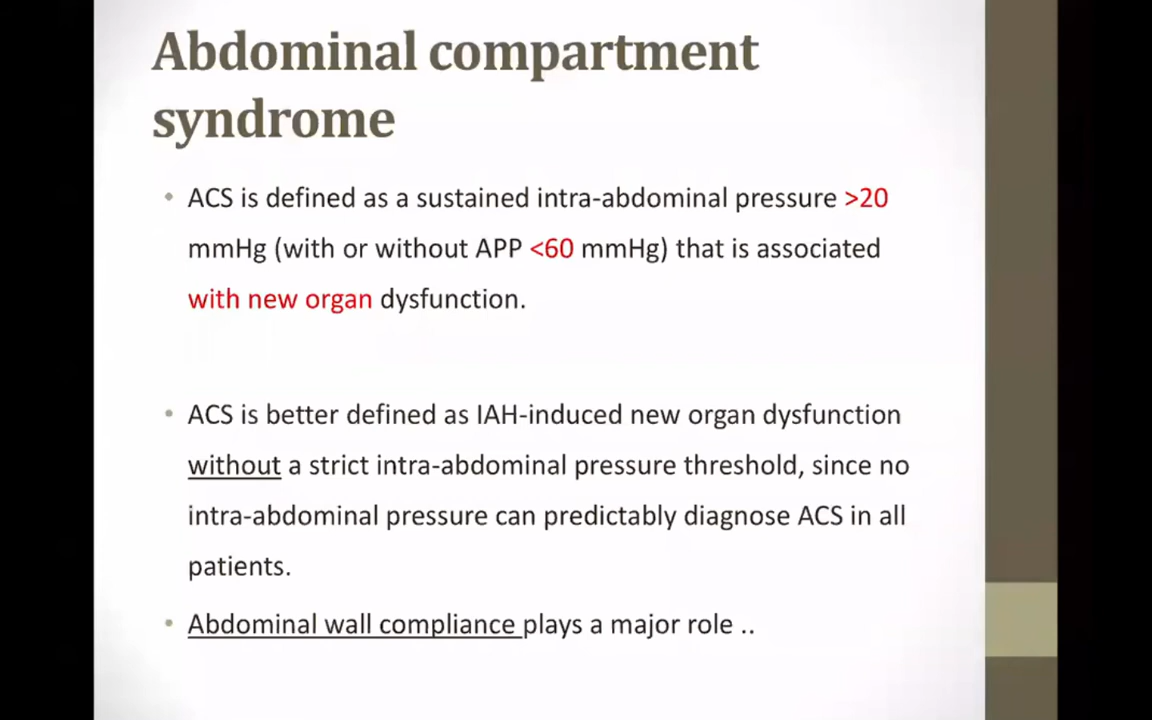 Abdominal compartment
syndrome
• ACS is defined as a sustained intra-abdominal pressure >20
mmHg (with or without APP <60 mmHg) that is associated
with new organ dysfunction.
• ACS is better defined as IAH-induced new organ dysfunction
without a strict intra-abdominal pressure threshold, since no
intra-abdominal pressure can predictably diagnose ACS in all
patients.
• Abdominal wall compliance plays a major role ..